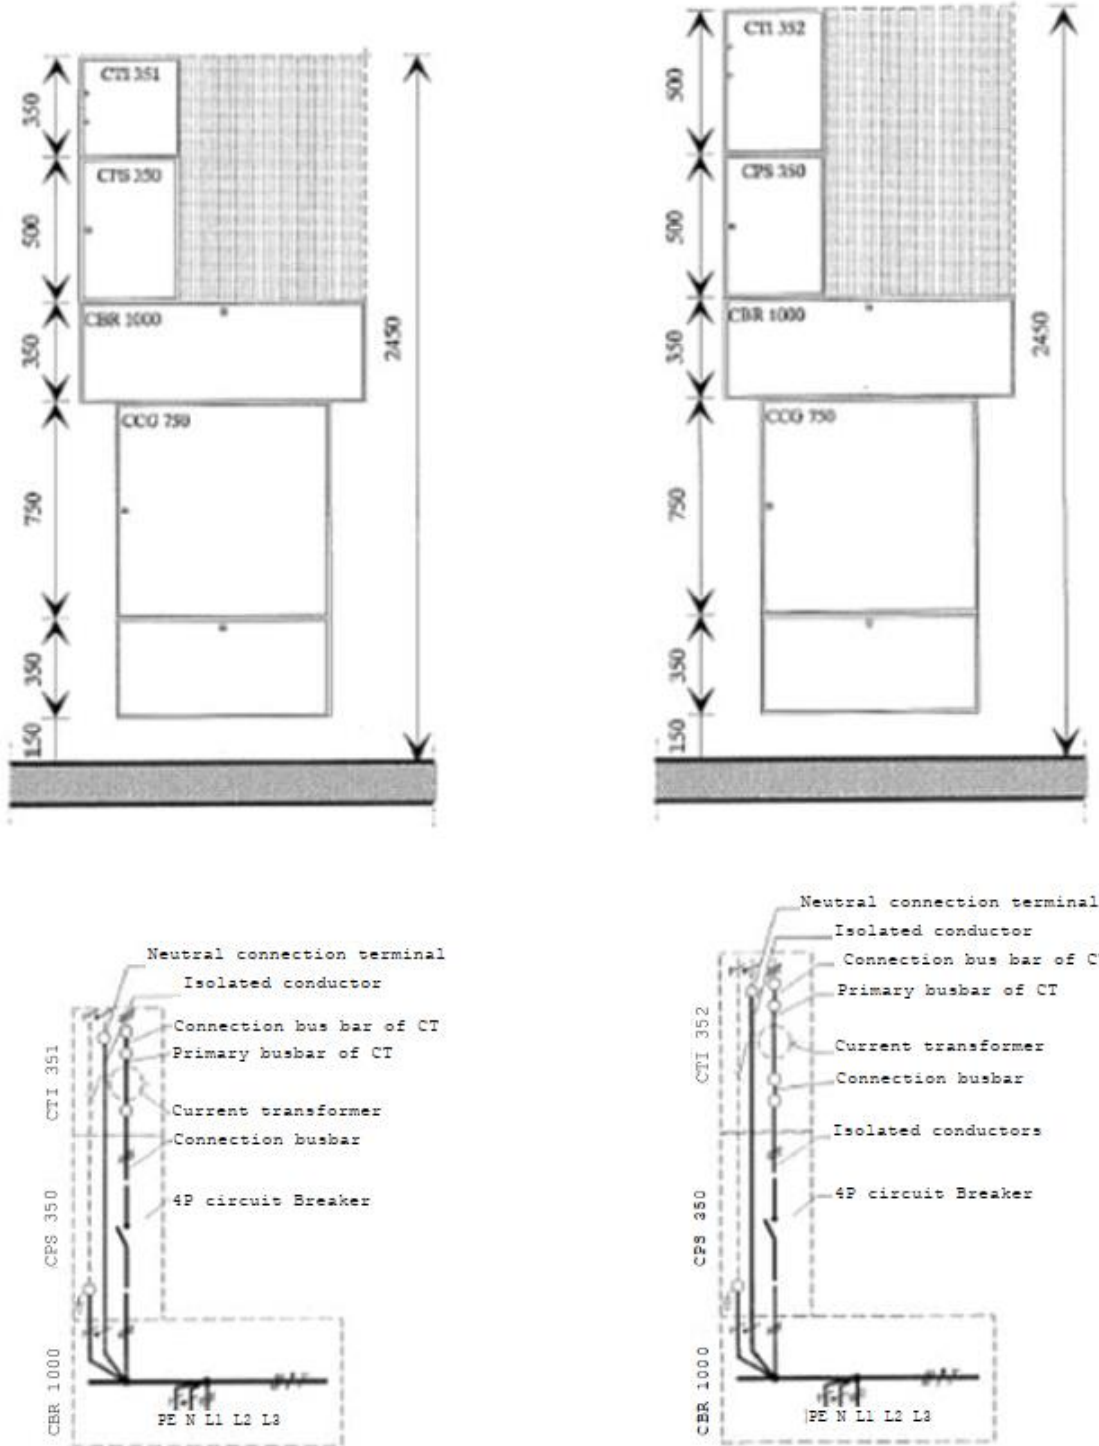 CTI 351
350
CPS 350
500
CBR 1000
350
2450
CCG 750
750
350
150
CTI 352
500
CPS 350
500
CBR 1000
350
2450
CCG 750
750
350
150
Neutral connection terminal
Isolated conductor
Connection bus bar of CT
Primary busbar of CT
CTI 351
Current transformer
Connection busbar
4P circuit Breaker
CPS 350
CBR 1000
PE N L1 L2 L3
Neutral connection terminal
Isolated conductor
Connection bus bar of C
Primary busbar of CT
CTI 352
Current transformer
Connection busbar
Isolated conductors
4P circuit Breaker
CPS 350
CBR 1000
PE N L1 L2 L3